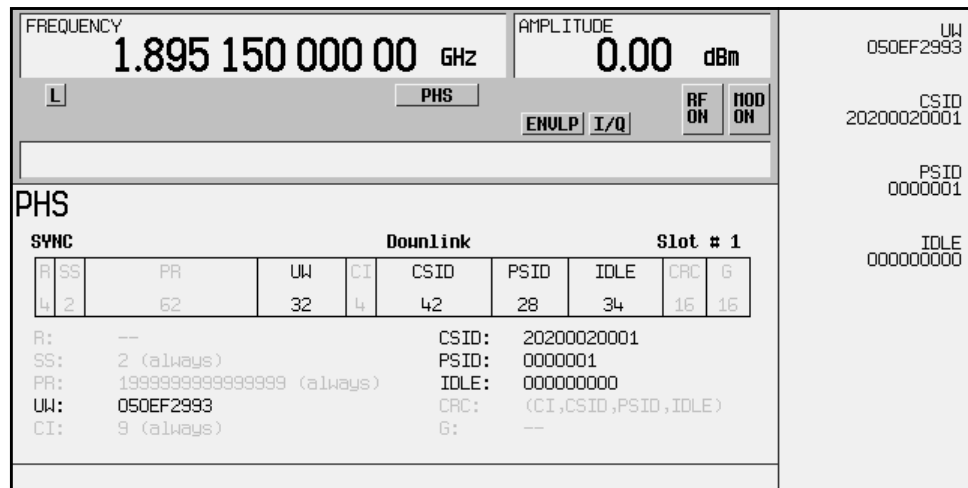 FREQUENCY
1.895 150 000 00 GHz
AMPLITUDE
0.00 dBm
L
PHS
ENVLP I/Q
RF ON
MOD ON
PHS
SYNC Downlink Slot # 1
R SS PR UW CI CSID PSID IDLE CRC G
4 2 62 32 4 42 28 34 16 16
R: --
SS: 2 (always)
PR: 1999999999999999 (always)
UW: 050EF2993
CI: 9 (always)
CSID: 20200020001
PSID: 0000001
IDLE: 000000000
CRC: (CI,CSID,PSID,IDLE)
G: --
UW
050EF2993
CSID
20200020001
PSID
0000001
IDLE
000000000